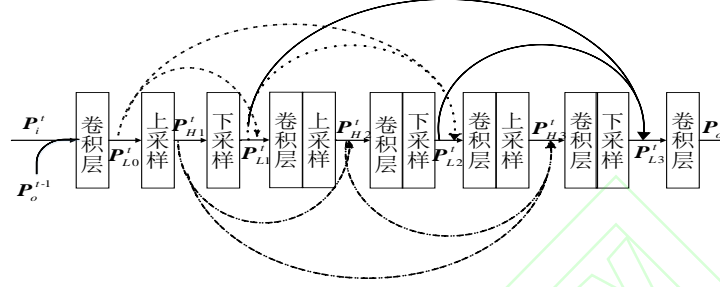 P_i^t
P_o^{t-1}
卷积层
P_{L0}^t
上采样
P_{H1}^t
下采样
P_{L1}^t
卷积层
上采样
P_{H2}^t
卷积层
下采样
P_{L2}^t
卷积层
上采样
P_{H3}^t
卷积层
下采样
P_{L3}^t
卷积层